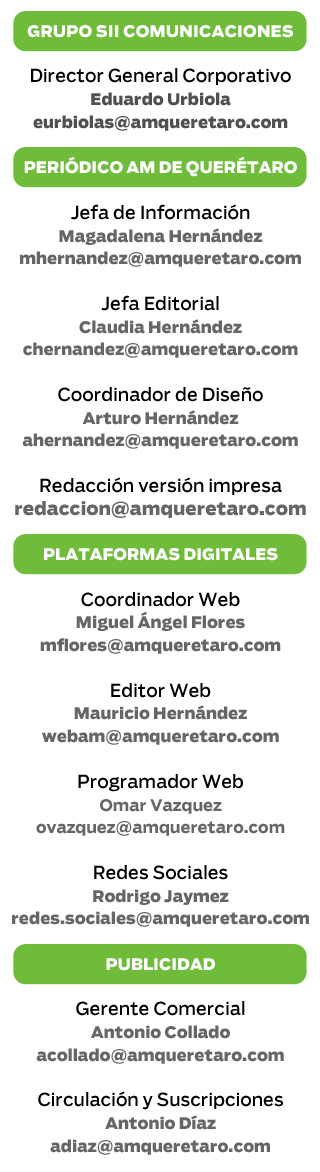 GRUPO SII COMUNICACIONES
Director General Corporativo
Eduardo Urbiola
eurbiolas@amqueretaro.com
PERIÓDICO AM DE QUERÉTARO
Jefa de Información
Magadalena Hernández
mhernandez@amqueretaro.com
Jefa Editorial
Claudia Hernández
chernandez@amqueretaro.com
Coordinador de Diseño
Arturo Hernández
ahernandez@amqueretaro.com
Redacción versión impresa
redaccion@amqueretaro.com
PLATAFORMAS DIGITALES
Coordinador Web
Miguel Ángel Flores
mflores@amqueretaro.com
Editor Web
Mauricio Hernández
webam@amqueretaro.com
Programador Web
Omar Vazquez
ovazquez@amqueretaro.com
Redes Sociales
Rodrigo Jaymez
redes.sociales@amqueretaro.com
PUBLICIDAD
Gerente Comercial
Antonio Collado
acollado@amqueretaro.com
Circulación y Suscripciones
Antonio Díaz
adiaz@amqueretaro.com